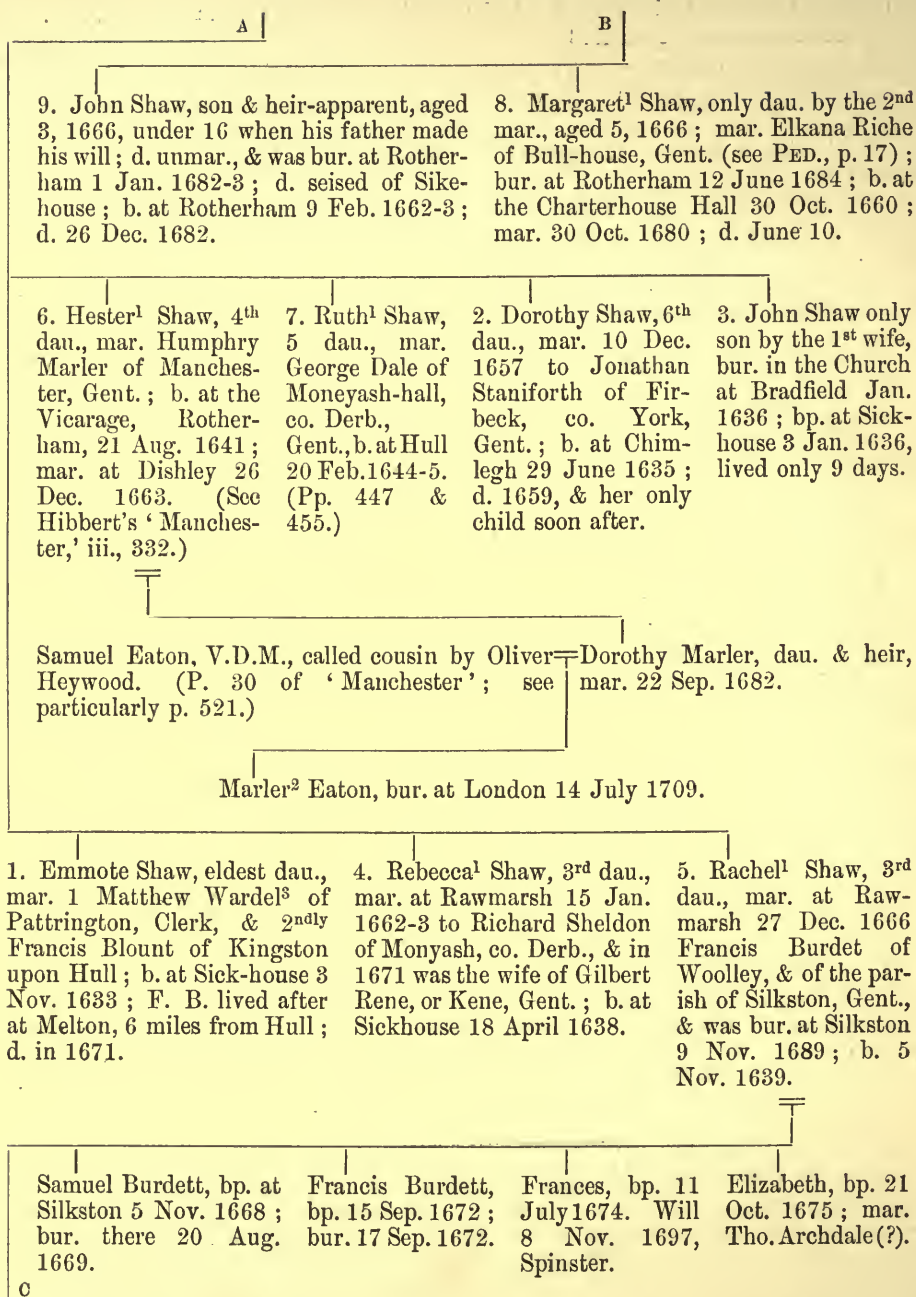 A
B
9. John Shaw, son & heir-apparent, aged
3, 1666, under 16 when his father made
his will; d. unmar., & was bur. at Rother-
ham 1 Jan. 1682-3; d. seised of Sike-
house; b. at Rotherham 9 Feb. 1662-3;
d. 26 Dec. 1682.
8. Margaret¹ Shaw, only dau. by the 2nd
mar., aged 5, 1666; mar. Elkana Riche
of Bull-house, Gent. (see PED., p. 17);
bur. at Rotherham 12 June 1684; b. at
the Charterhouse Hall 30 Oct. 1660;
mar. 30 Oct. 1680; d. June 10.
6. Hester¹ Shaw, 4th
dau., mar. Humphry
Marler of Manches-
ter, Gent.; b. at the
Vicarage, Rother-
ham, 21 Aug. 1641;
mar. at Dishley 26
Dec. 1663. (See
Hibbert's ‘Manches-
ter,’ iii., 332.)
7. Ruth¹ Shaw,
5 dau., mar.
George Dale of
Moneyash-hall,
co. Derb.,
Gent., b. at Hull
20 Feb. 1644-5.
(Pp. 447 &
455.)
2. Dorothy Shaw, 6th
dau., mar. 10 Dec.
1657 to Jonathan
Staniforth of Fir-
beck, co. York,
Gent.; b. at Chim-
legh 29 June 1635;
d. 1659, & her only
child soon after.
3. John Shaw only
son by the 1st wife,
bur. in the Church
at Bradfield Jan.
1636; bp. at Sick-
house 3 Jan. 1636,
lived only 9 days.
Samuel Eaton, V.D.M., called cousin by Oliver
Heywood. (P. 30 of ‘Manchester’; see
particularly p. 521.)
Dorothy Marler, dau. & heir,
mar. 22 Sep. 1682.
Marler² Eaton, bur. at London 14 July 1709.
1. Emmote Shaw, eldest dau.,
mar. 1 Matthew Wardel³ of
Pattrington, Clerk, & 2ndly
Francis Blount of Kingston
upon Hull; b. at Sick-house 3
Nov. 1633; F. B. lived after
at Melton, 6 miles from Hull;
d. in 1671.
4. Rebecca¹ Shaw, 3rd dau.,
mar. at Rawmarsh 15 Jan.
1662-3 to Richard Sheldon
of Monyash, co. Derb., & in
1671 was the wife of Gilbert
Rene, or Kene, Gent.; b. at
Sickhouse 18 April 1638.
5. Rachel¹ Shaw, 3rd
dau., mar. at Raw-
marsh 27 Dec. 1666
Francis Burdet of
Woolley, & of the par-
ish of Silkston, Gent.,
& was bur. at Silkston
9 Nov. 1689; b. 5
Nov. 1639.
Samuel Burdett, bp. at
Silkston 5 Nov. 1668;
bur. there 20 Aug.
1669.
Francis Burdett,
bp. 15 Sep. 1672;
bur. 17 Sep. 1672.
Frances, bp. 11
July 1674. Will
8 Nov. 1697,
Spinster.
Elizabeth, bp. 21
Oct. 1675; mar.
Tho. Archdale (?).
C